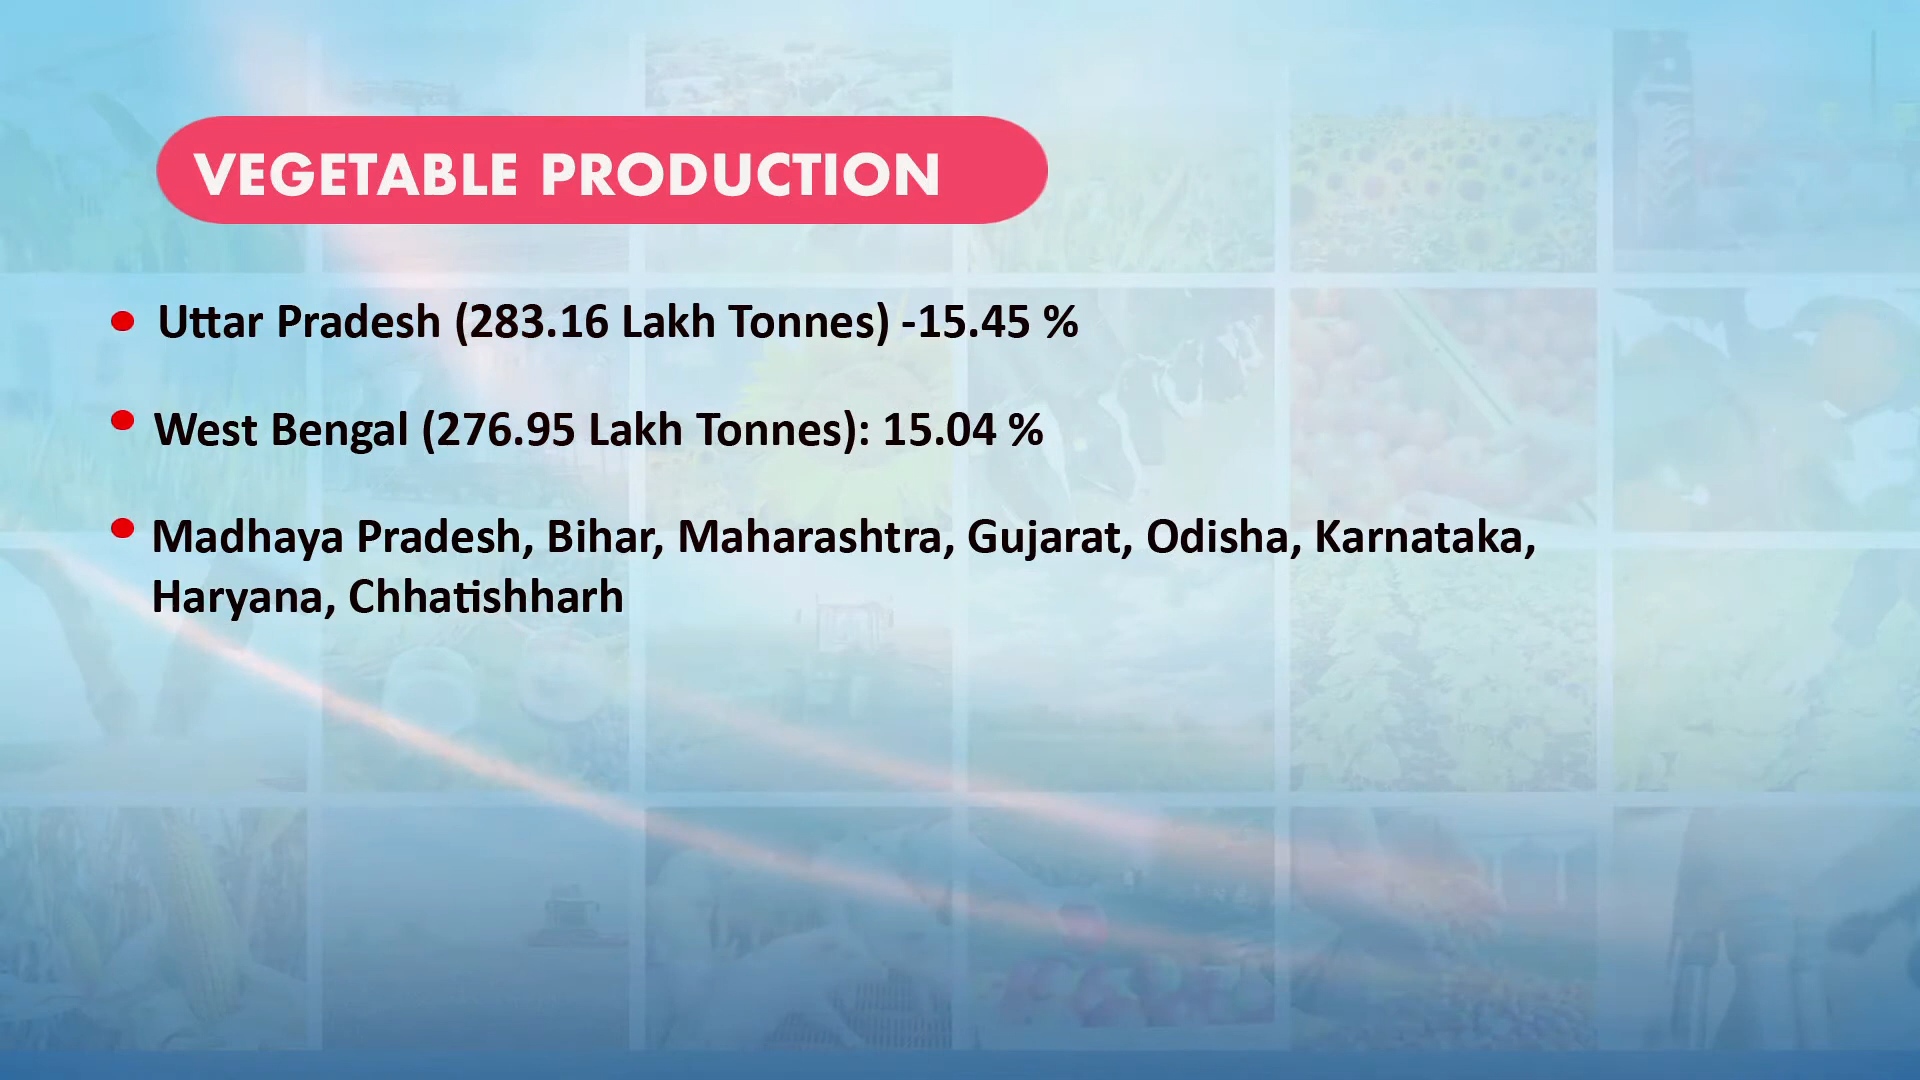 VEGETABLE PRODUCTION
Uttar Pradesh (283.16 Lakh Tonnes) -15.45 %
West Bengal (276.95 Lakh Tonnes): 15.04 %
Madhaya Pradesh, Bihar, Maharashtra, Gujarat, Odisha, Karnataka,
Haryana, Chhatishharh